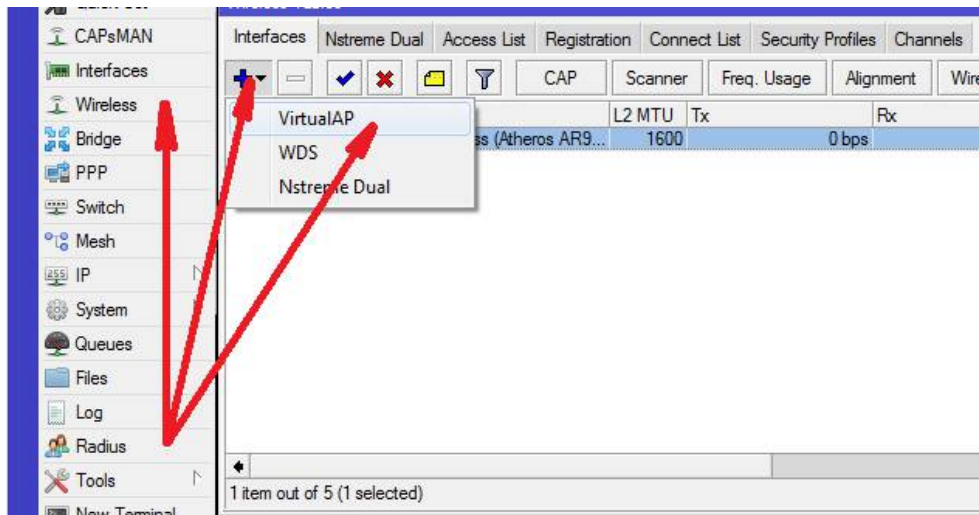 CAPsMAN
Interfaces
Wireless
Bridge
PPP
Switch
Mesh
IP
System
Queues
Files
Log
Radius
Tools
New Terminal
Interfaces Nstreme Dual Access List Registration Connect List Security Profiles Channels
CAP Scanner Freq. Usage Alignment
L2 MTU Tx Rx
(Atheros AR9... 1600 0 bps
VirtualAP
WDS
Nstreme Dual
1 item out of 5 (1 selected)